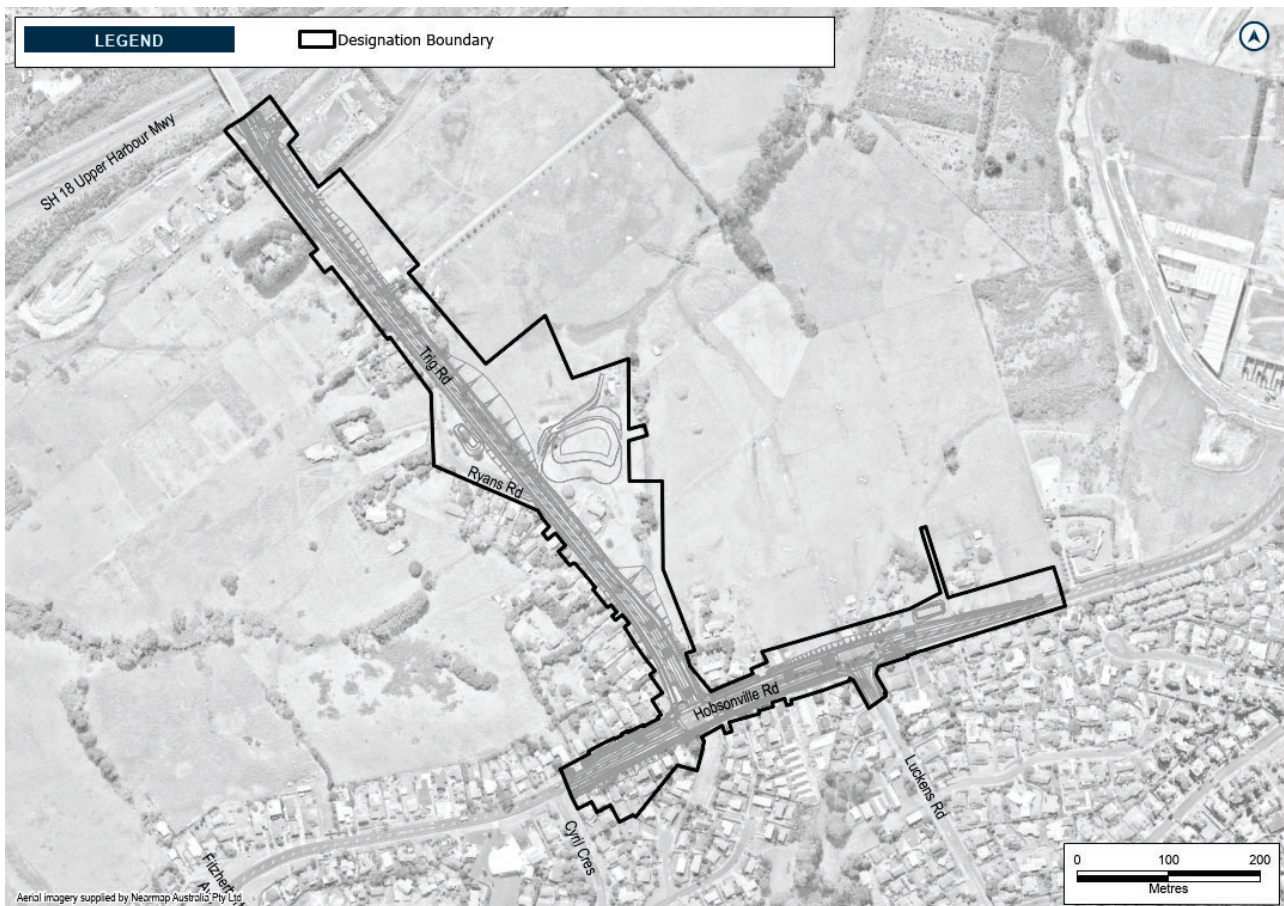 LEGEND
Designation Boundary
SH 18 Upper Harbour Mwy
Trig Rd
Ryans Rd
Hobsonville Rd
Luckens Rd
Cyril Cres
0 100 200
Metres
Aerial imagery supplied by Nearmap Australia Pty Ltd